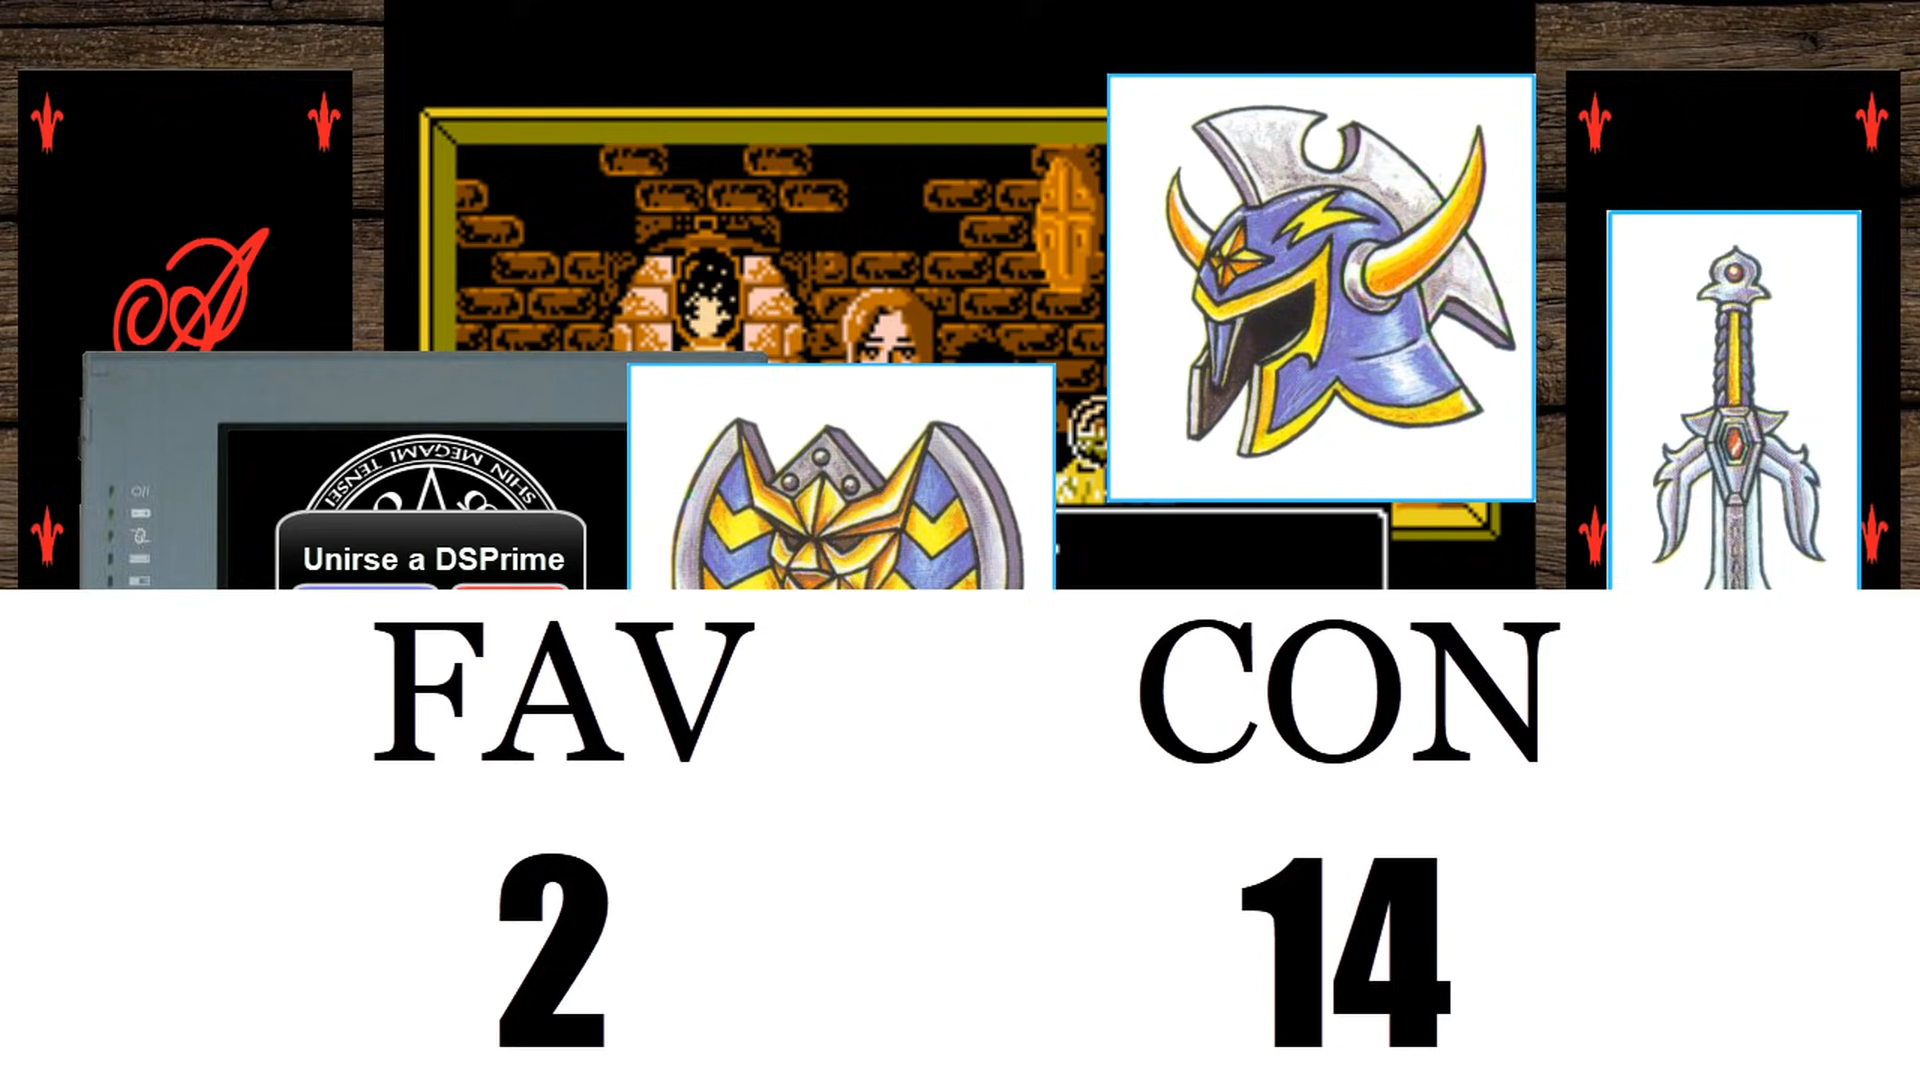 A
SHIN MEGAMI TENSEI
Unirse a DSPrime
FAV CON
2 14